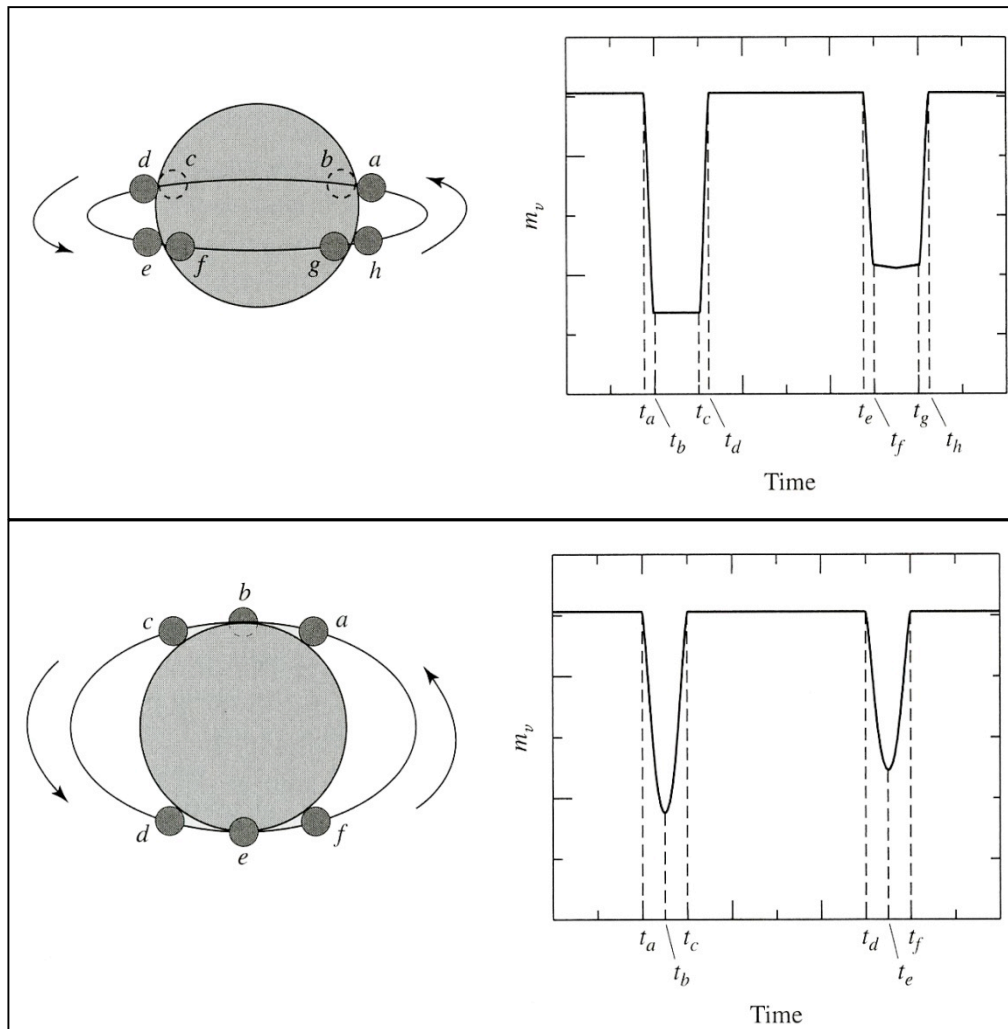 d c b a
e f g h
m_v
t_a t_c t_e t_g
t_b t_d t_f t_h
Time
b
c a
d f
e
m_v
t_a t_c t_d t_f
t_b t_e
Time